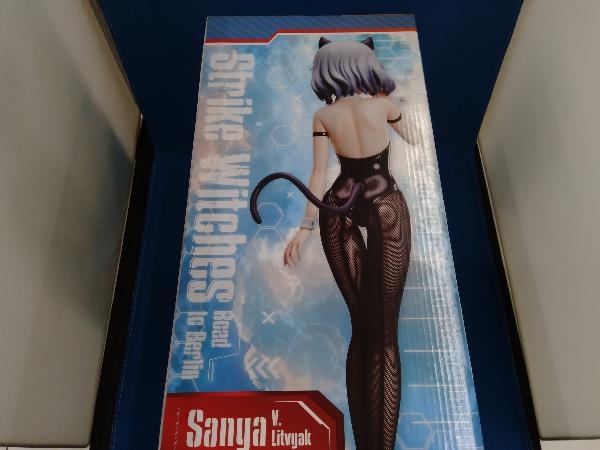 Strike Witches
Road
to Berlin
Sanya V.
Litvyak